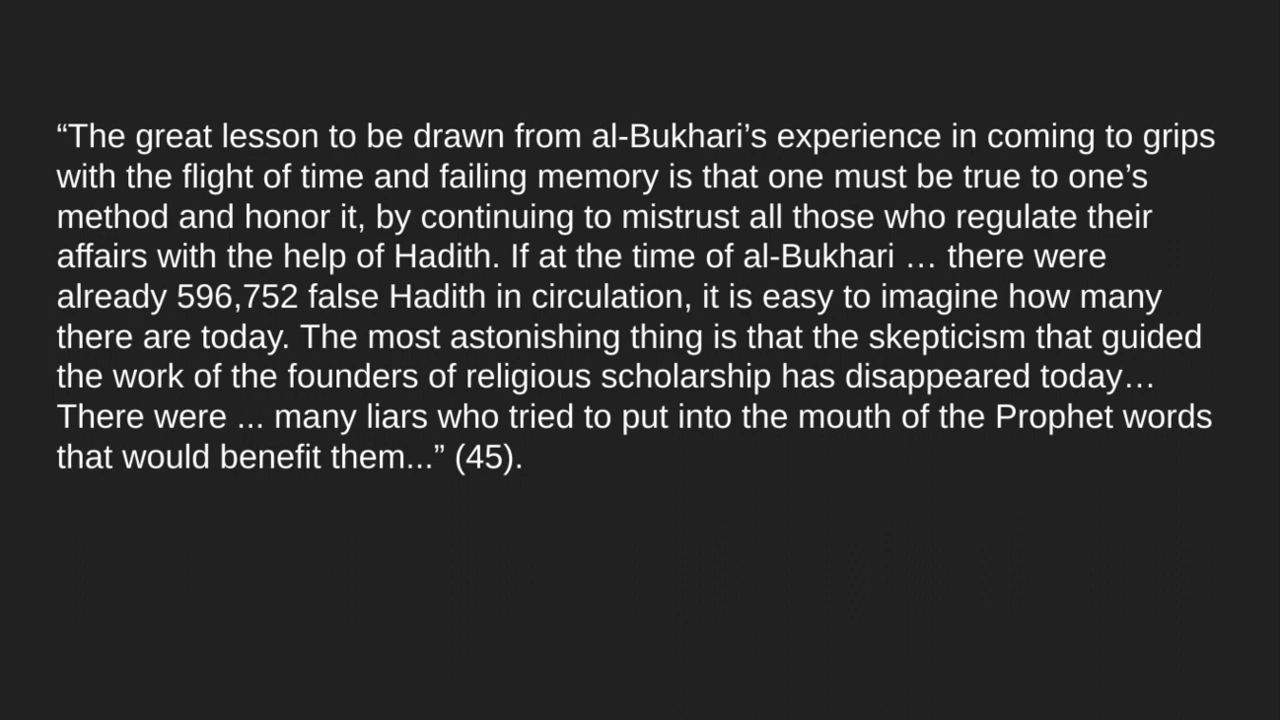 “The great lesson to be drawn from al-Bukhari’s experience in coming to grips
with the flight of time and failing memory is that one must be true to one’s
method and honor it, by continuing to mistrust all those who regulate their
affairs with the help of Hadith. If at the time of al-Bukhari … there were
already 596,752 false Hadith in circulation, it is easy to imagine how many
there are today. The most astonishing thing is that the skepticism that guided
the work of the founders of religious scholarship has disappeared today…
There were ... many liars who tried to put into the mouth of the Prophet words
that would benefit them...” (45).